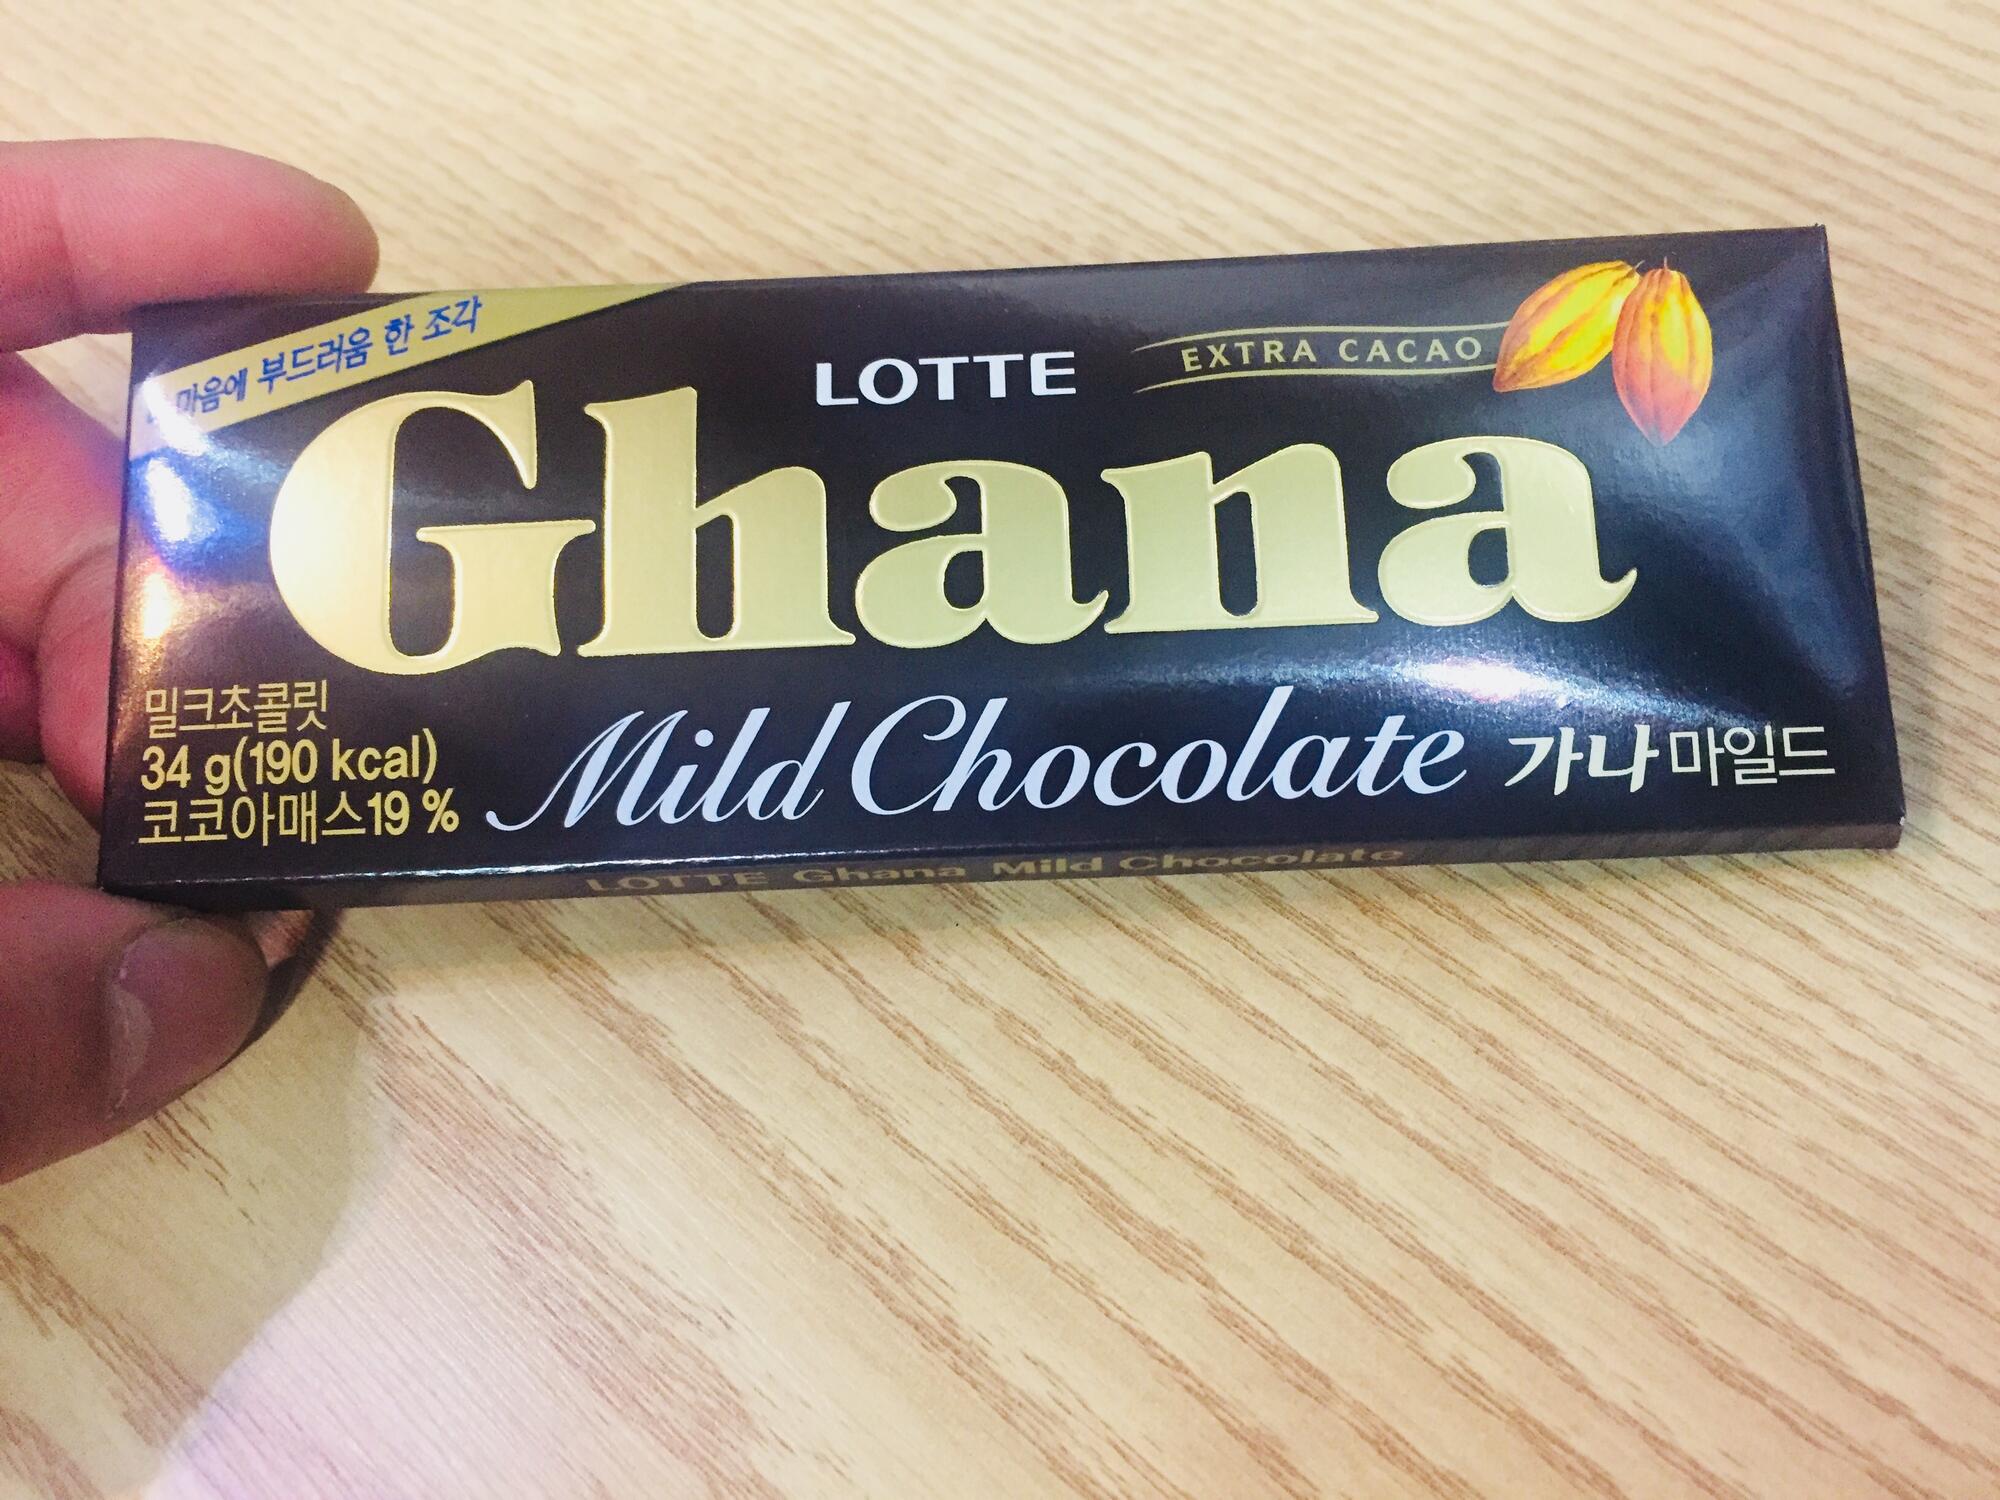 마음에 부드러움 한 조각
LOTTE
EXTRA CACAO
Ghana
밀크초콜릿
34 g(190 kcal)
코코아매스19 %
Mild Chocolate
가나 마일드
LOTTE Ghana Mild Chocolate